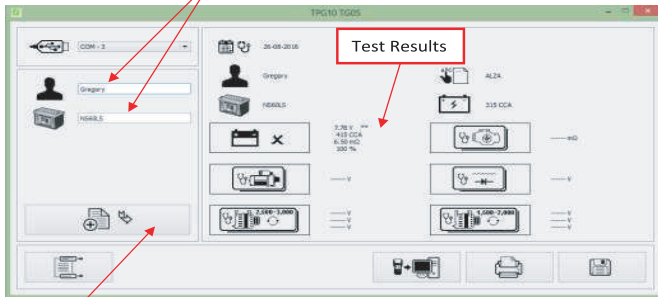 TPG10 TG05
COM - 3
26-08-2016
Test Results
Gregory
Gregory
ALZA
NS60LS
NS60LS
315 CCA
7.78 V **
415 CCA
6.50 mΩ
100 %
---- mΩ
---- V
---- V
2,500-3,000
---- V
---- V
---- V
1,500-2,000
---- V
---- V
---- V